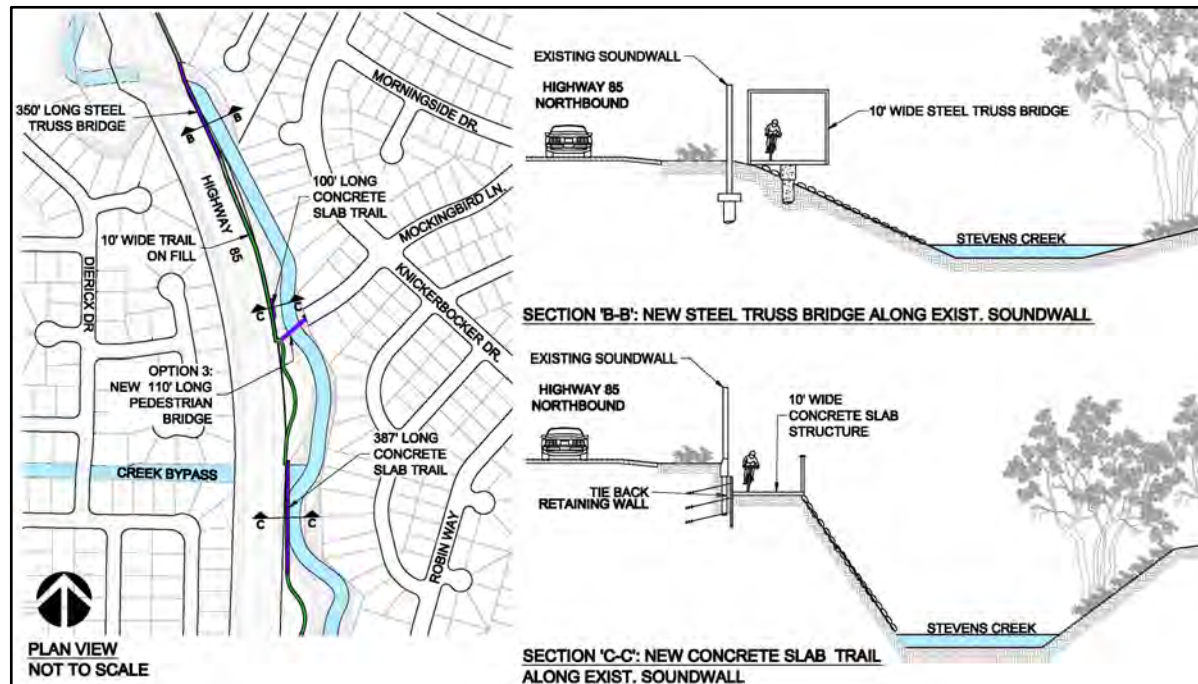 350' LONG STEEL
TRUSS BRIDGE
B
B
HIGHWAY 85
10' WIDE TRAIL
ON FILL
100' LONG
CONCRETE
SLAB TRAIL
MORNINGSIDE DR.
MOCKINGBIRD LN.
KNICKERBOCKER DR.
DIERICX DR
C
C
OPTION 3:
NEW 110' LONG
PEDESTRIAN
BRIDGE
387' LONG
CONCRETE
SLAB TRAIL
CREEK BYPASS
C
C
ROBIN WAY
PLAN VIEW
NOT TO SCALE
EXISTING SOUNDWALL
HIGHWAY 85
NORTHBOUND
10' WIDE STEEL TRUSS BRIDGE
STEVENS CREEK
SECTION 'B-B': NEW STEEL TRUSS BRIDGE ALONG EXIST. SOUNDWALL
EXISTING SOUNDWALL
HIGHWAY 85
NORTHBOUND
10' WIDE
CONCRETE SLAB
STRUCTURE
TIE BACK
RETAINING WALL
STEVENS CREEK
SECTION 'C-C': NEW CONCRETE SLAB TRAIL
ALONG EXIST. SOUNDWALL